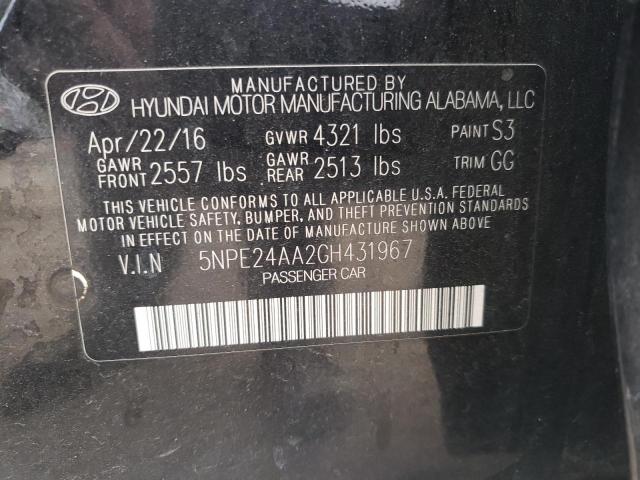 MANUFACTURED BY
HYUNDAI MOTOR MANUFACTURING ALABAMA, LLC
Apr/22/16 GVWR 4321 lbs PAINT S3
GAWR FRONT 2557 lbs GAWR REAR 2513 lbs TRIM GG
THIS VEHICLE CONFORMS TO ALL APPLICABLE U.S.A. FEDERAL
MOTOR VEHICLE SAFETY, BUMPER, AND THEFT PREVENTION STANDARDS
IN EFFECT ON THE DATE OF MANUFACTURE SHOWN ABOVE
V.I.N 5NPE24AA2GH431967
PASSENGER CAR